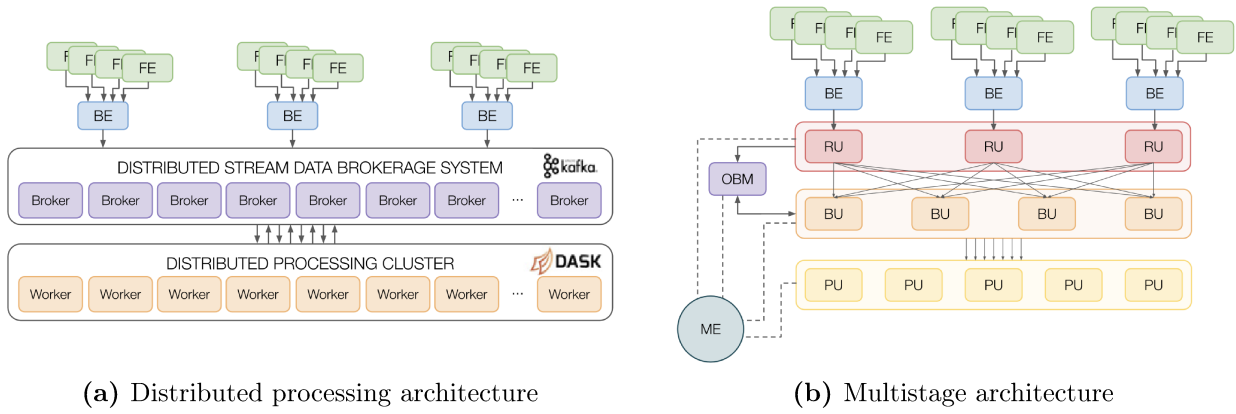 FE FE FE
BE BE BE
DISTRIBUTED STREAM DATA BROKERAGE SYSTEM kafka
Broker Broker Broker Broker Broker Broker Broker ... Broker
DISTRIBUTED PROCESSING CLUSTER DASK
Worker Worker Worker Worker Worker Worker Worker ... Worker
(a) Distributed processing architecture
FE FE FE
BE BE BE
RU RU RU
OBM
BU BU BU BU
PU PU PU PU PU
ME
(b) Multistage architecture